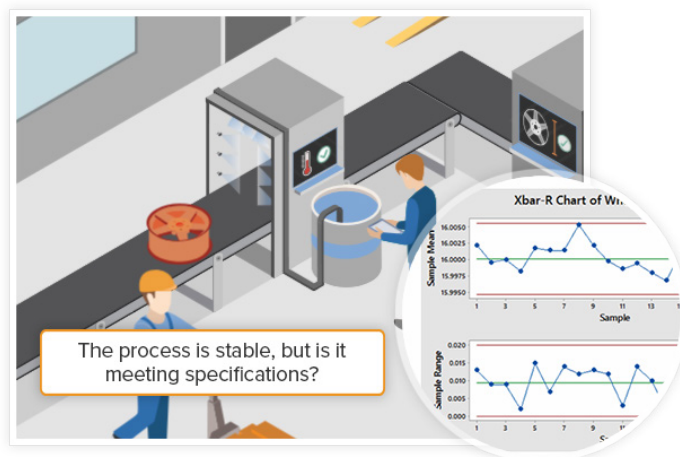 Xbar-R Chart of
Sample Mean
16.0050
16.0025
16.0000
15.9975
15.9950
1 3 5 7 9 11 13
Sample
The process is stable, but is it
meeting specifications?
Sample Range
0.020
0.015
0.010
0.005
0.000
1 3 5 7 9 11 13